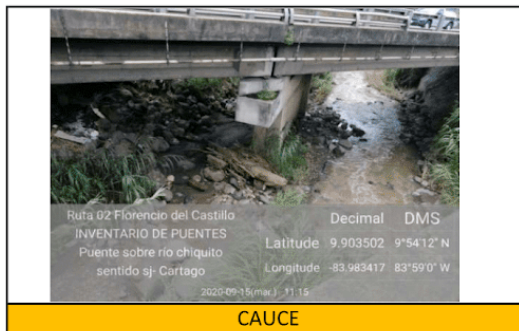 Ruta 02 Florencio del Castillo
INVENTARIO DE PUENTES
Puente sobre río chiquito
sentido sj- Cartago
Decimal DMS
Latitude 9.903502 9°54'12" N
Longitude -83.983417 83°59'0" W
2020-09-15(mar.) 11:15
CAUCE